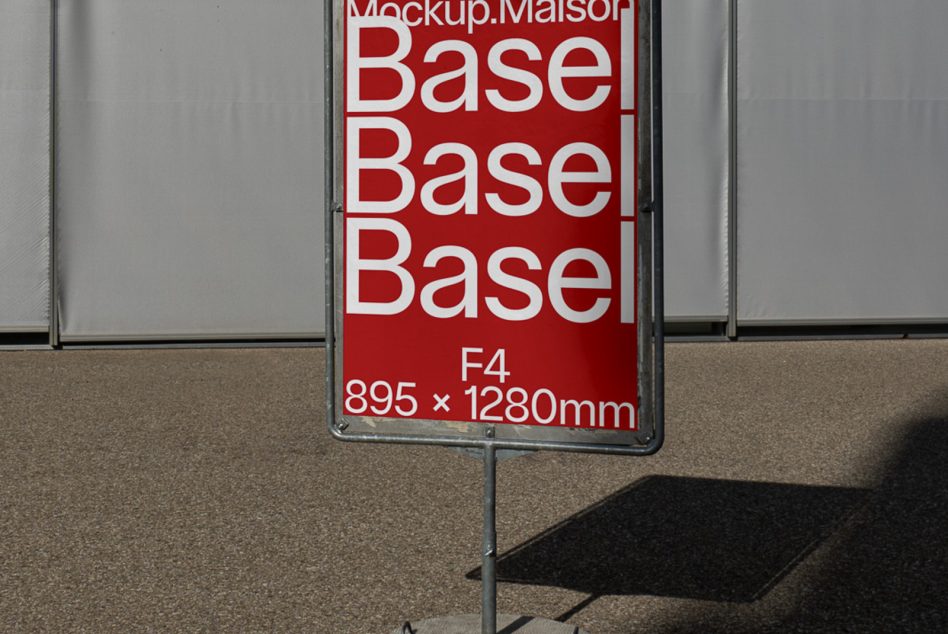 Mockup.Maison
Basel
Basel
Basel
F4
895 × 1280mm